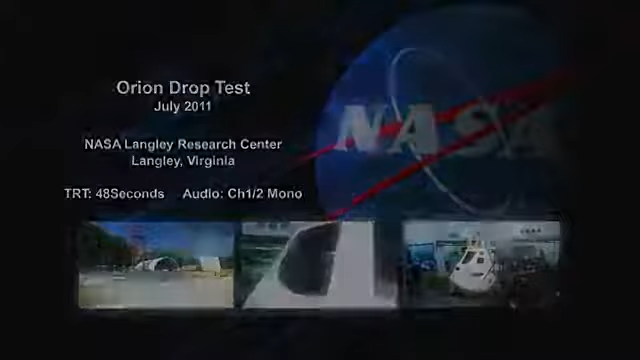 Orion Drop Test
July 2011
NASA Langley Research Center
Langley, Virginia
TRT: 48Seconds Audio: Ch1/2 Mono
NASA